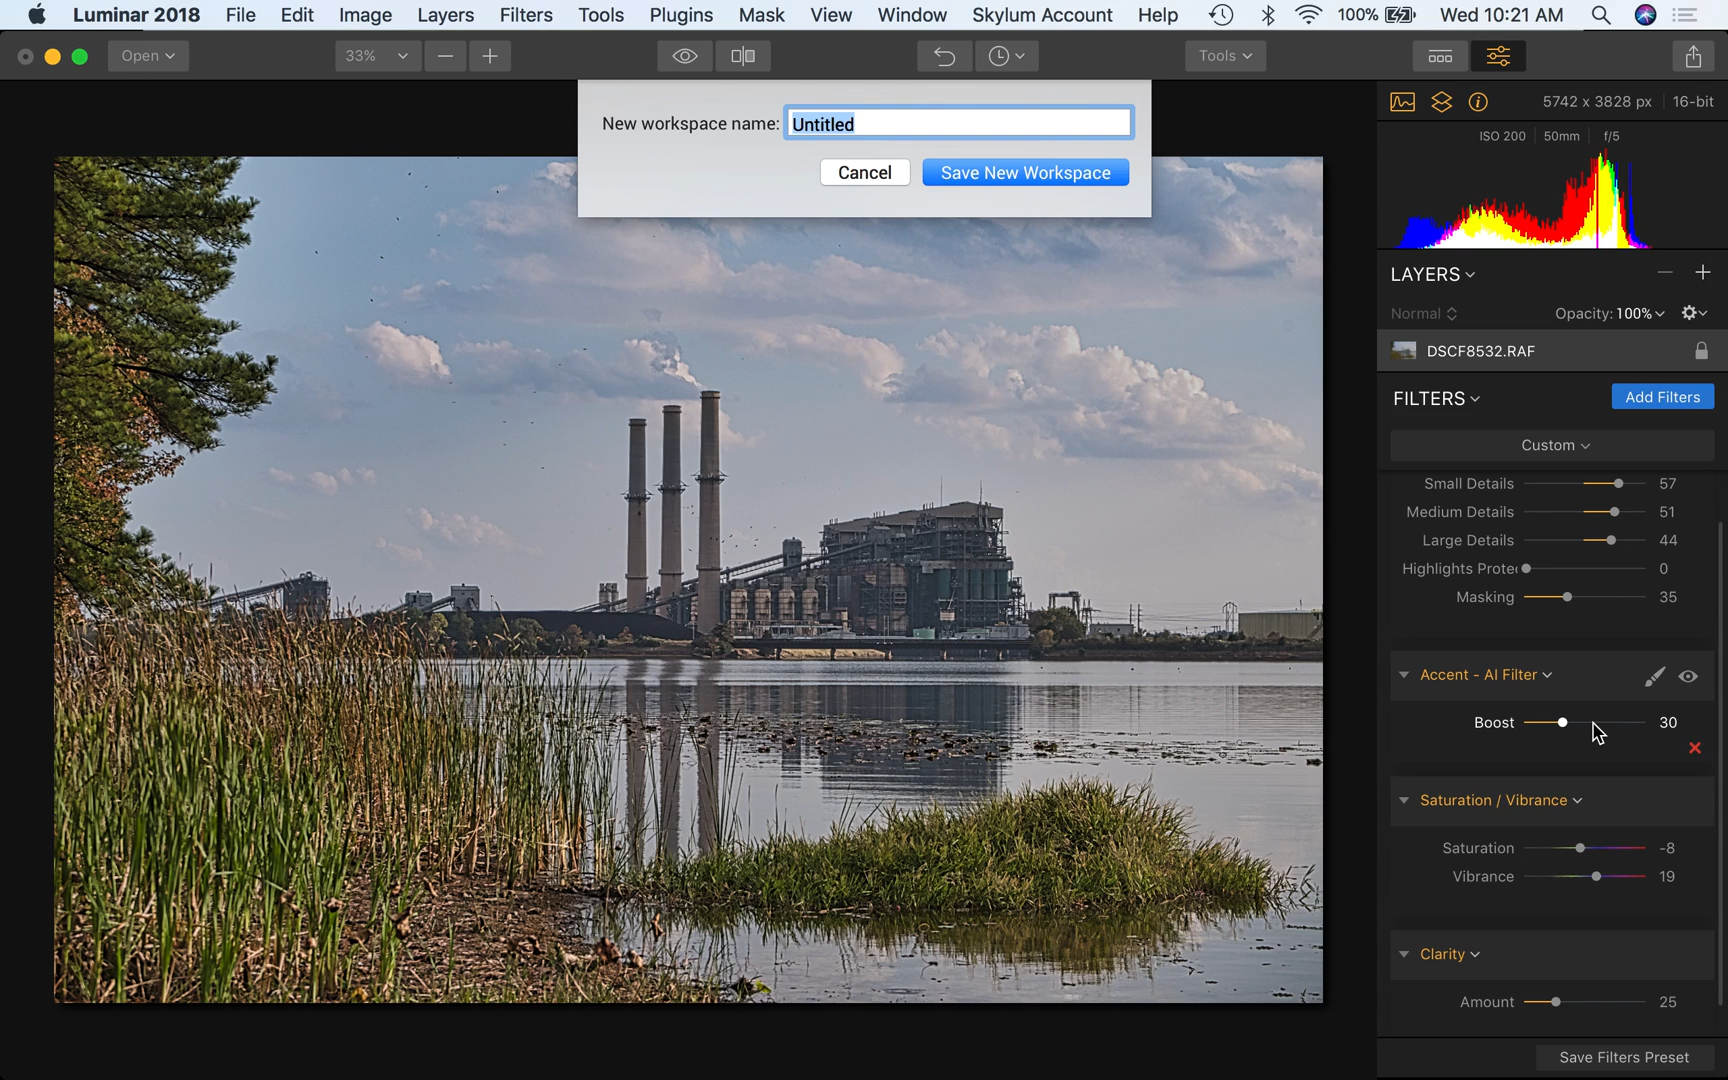 Luminar 2018 File Edit Image Layers Filters Tools Plugins Mask View Window Skylum Account Help 100% Wed 10:21 AM
Open 33% Tools
New workspace name: Untitled
Cancel Save New Workspace
5742 x 3828 px 16-bit
ISO 200 50mm f/5
LAYERS
Normal Opacity: 100%
DSCF8532.RAF
FILTERS Add Filters
Custom
Small Details 57
Medium Details 51
Large Details 44
Highlights Prote 0
Masking 35
Accent - AI Filter
Boost 30
Saturation / Vibrance
Saturation -8
Vibrance 19
Clarity
Amount 25
Save Filters Preset